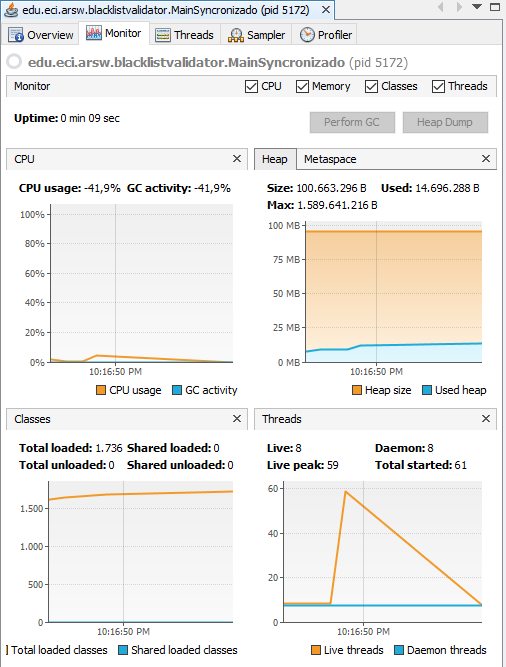 edu.eci.arsw.blacklistvalidator.MainSyncronizado (pid 5172)
Overview Monitor Threads Sampler Profiler
edu.eci.arsw.blacklistvalidator.MainSyncronizado (pid 5172)
Monitor CPU Memory Classes Threads
Uptime: 0 min 09 sec
Perform GC Heap Dump
CPU
CPU usage: -41,9% GC activity: -41,9%
100%
80%
60%
40%
20%
0%
10:16:50 PM
CPU usage GC activity
Heap Metaspace
Size: 100.663.296 B Used: 14.696.288 B
Max: 1.589.641.216 B
100 MB
75 MB
50 MB
25 MB
0 MB
10:16:50 PM
Heap size Used heap
Classes
Total loaded: 1.736 Shared loaded: 0
Total unloaded: 0 Shared unloaded: 0
1.500
1.000
500
0
10:16:50 PM
Total loaded classes Shared loaded classes
Threads
Live: 8 Daemon: 8
Live peak: 59 Total started: 61
60
40
20
0
10:16:50 PM
Live threads Daemon threads